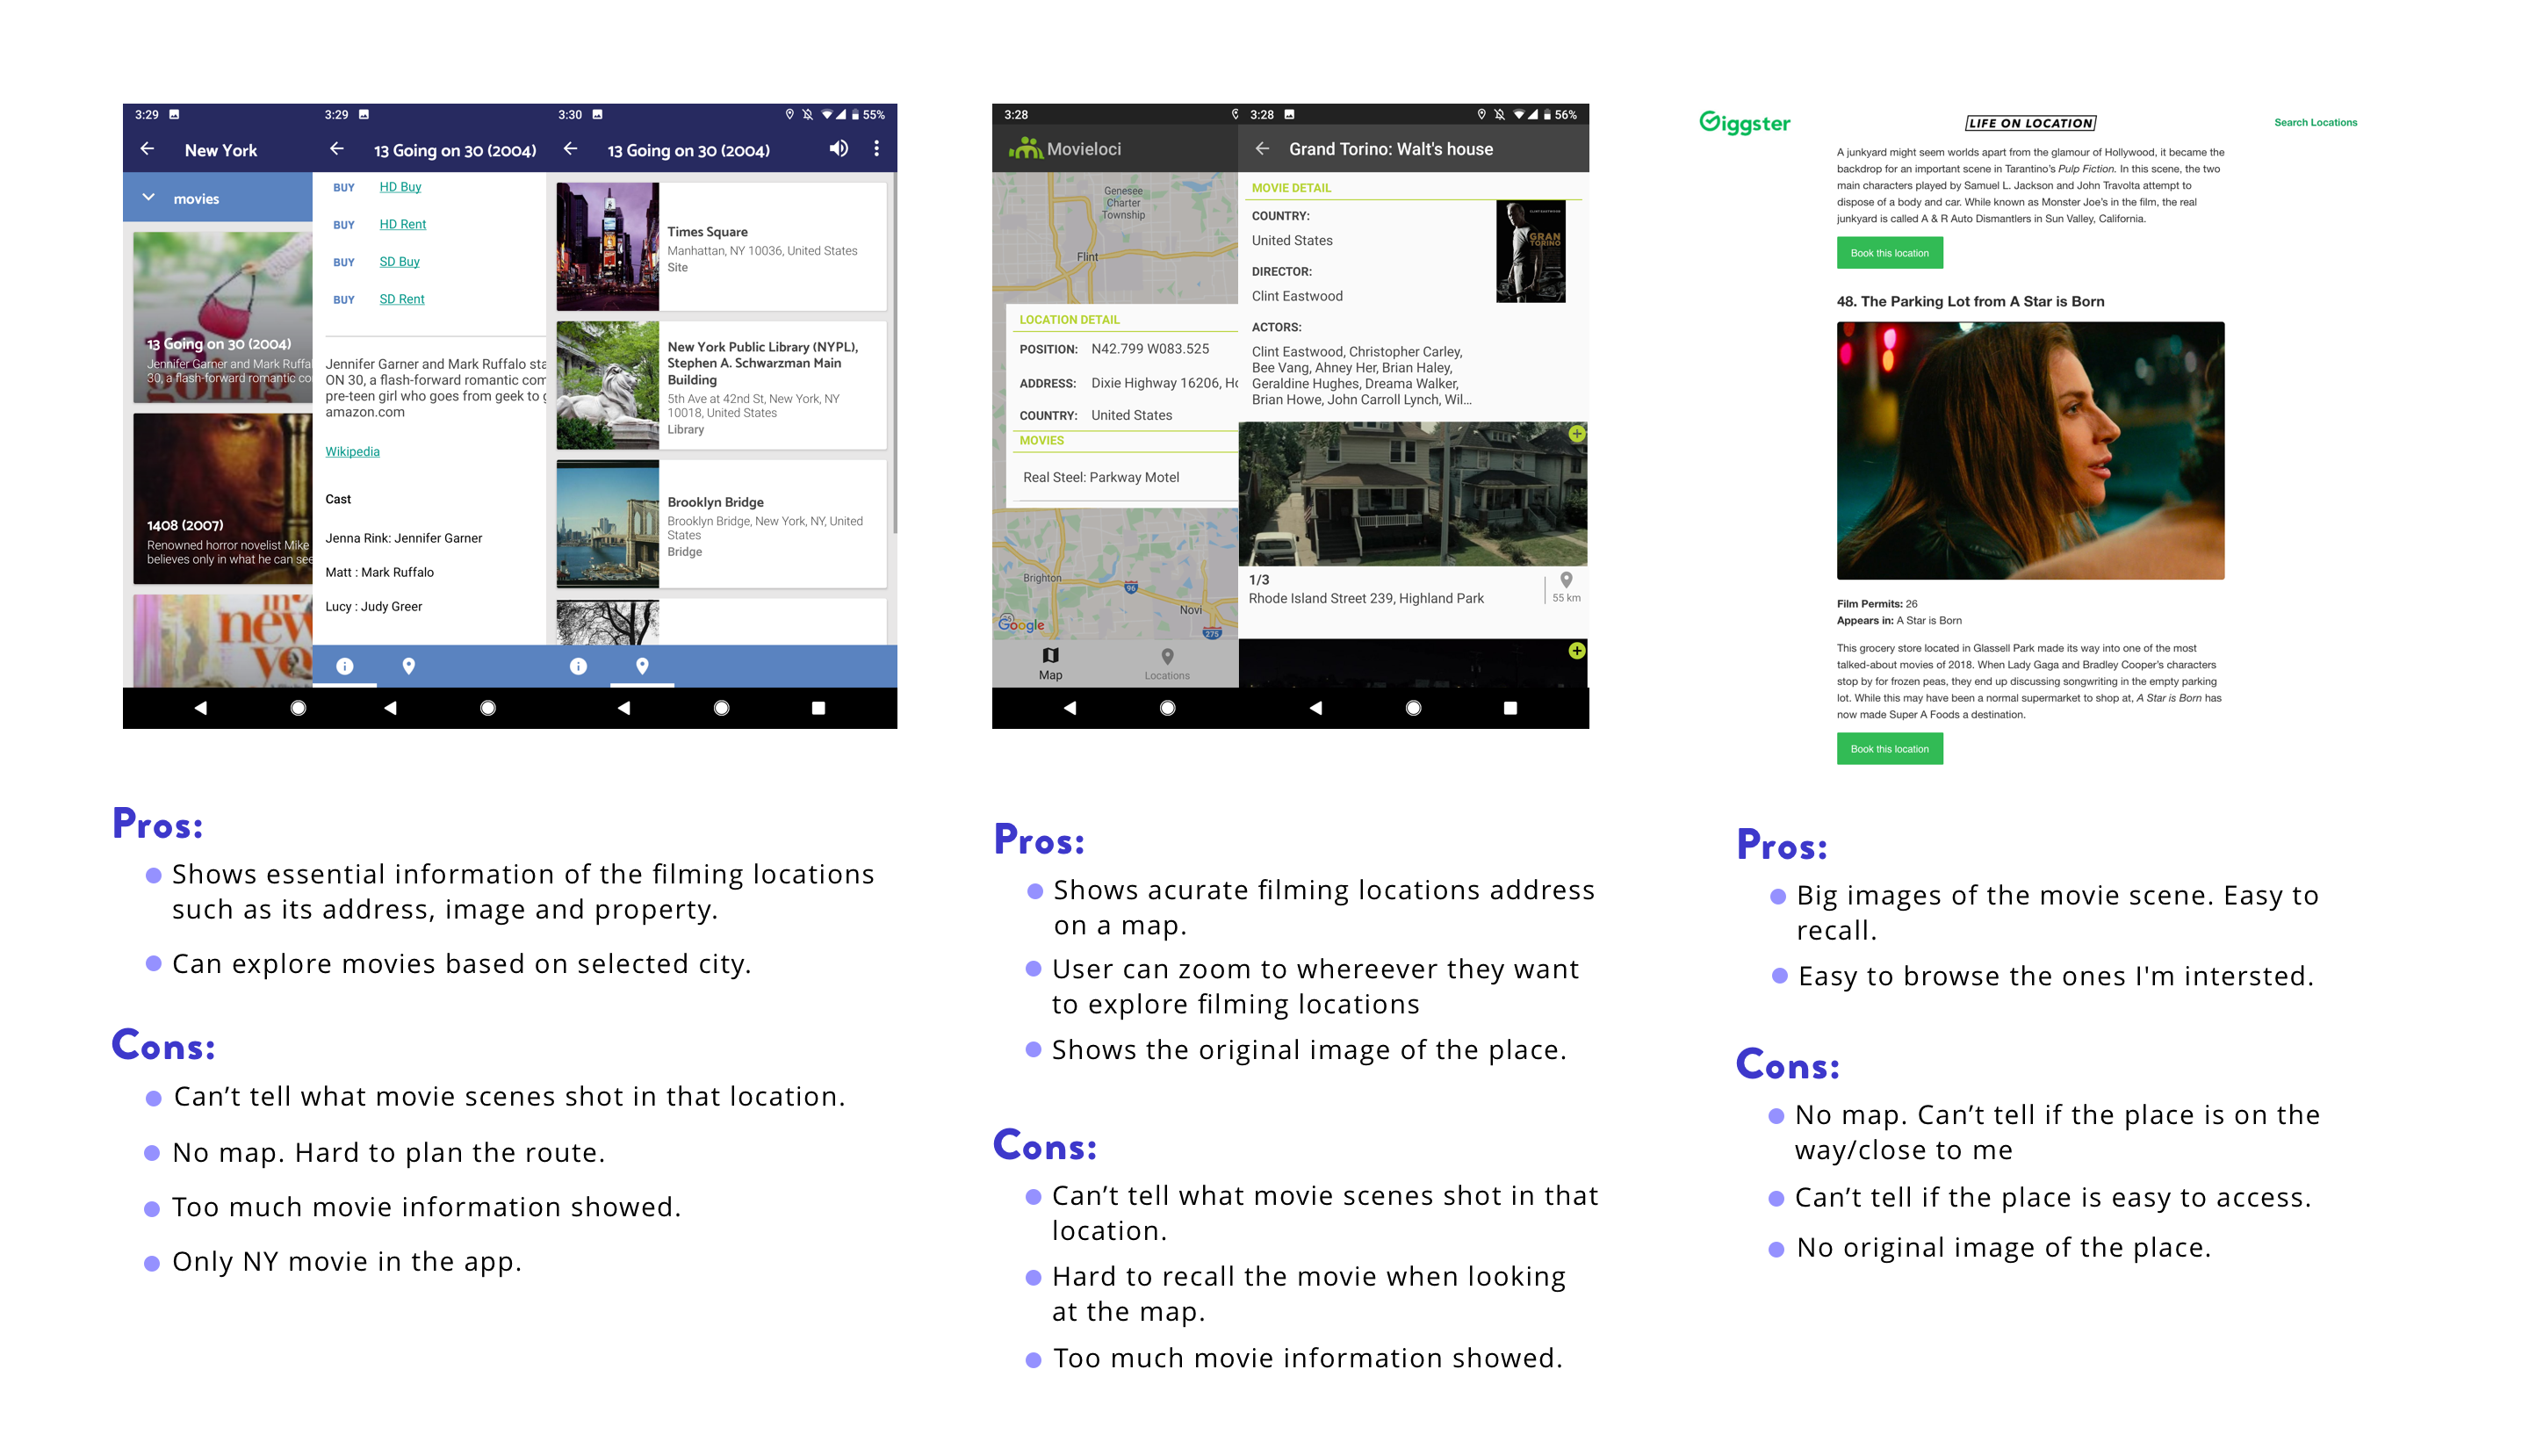 3:29
New York
movies
13 Going on 30 (2004)
Jennifer Garner and Mark Ruffal
30, a flash-forward romantic co
1408 (2007)
Renowned horror novelist Mike
believes only in what he can see
3:29
13 Going on 30 (2004)
BUY HD Buy
BUY HD Rent
BUY SD Buy
BUY SD Rent
Jennifer Garner and Mark Ruffalo sta
ON 30, a flash-forward romantic com
pre-teen girl who goes from geek to g
amazon.com
Wikipedia
Cast
Jenna Rink: Jennifer Garner
Matt : Mark Ruffalo
Lucy : Judy Greer
3:30 55%
13 Going on 30 (2004)
Times Square
Manhattan, NY 10036, United States
Site
New York Public Library (NYPL),
Stephen A. Schwarzman Main
Building
5th Ave at 42nd St, New York, NY
10018, United States
Library
Brooklyn Bridge
Brooklyn Bridge, New York, NY, United
States
Bridge
Pros:
Shows essential information of the filming locations
such as its address, image and property.
Can explore movies based on selected city.
Cons:
Can’t tell what movie scenes shot in that location.
No map. Hard to plan the route.
Too much movie information showed.
Only NY movie in the app.
3:28
Movieloci
Genesee
Charter
Township
Flint
LOCATION DETAIL
POSITION: N42.799 W083.525
ADDRESS: Dixie Highway 16206, Ho
COUNTRY: United States
MOVIES
Real Steel: Parkway Motel
Brighton
96
Novi
275
Google
Map
Locations
3:28 56%
Grand Torino: Walt's house
MOVIE DETAIL
COUNTRY:
United States
DIRECTOR:
Clint Eastwood
GRAN
TORINO
ACTORS:
Clint Eastwood, Christopher Carley,
Bee Vang, Ahney Her, Brian Haley,
Geraldine Hughes, Dreama Walker,
Brian Howe, John Carroll Lynch, Wil...
1/3
Rhode Island Street 239, Highland Park
55 km
Pros:
Shows acurate filming locations address
on a map.
User can zoom to whereever they want
to explore filming locations
Shows the original image of the place.
Cons:
Can’t tell what movie scenes shot in that
location.
Hard to recall the movie when looking
at the map.
Too much movie information showed.
Giggster
LIFE ON LOCATION
Search Locations
A junkyard might seem worlds apart from the glamour of Hollywood, it became the
backdrop for an important scene in Tarantino’s Pulp Fiction. In this scene, the two
main characters played by Samuel L. Jackson and John Travolta attempt to
dispose of a body and car. While known as Monster Joe’s in the film, the real
junkyard is called A & R Auto Dismantlers in Sun Valley, California.
Book this location
48. The Parking Lot from A Star is Born
Film Permits: 26
Appears in: A Star is Born
This grocery store located in Glassell Park made its way into one of the most
talked-about movies of 2018. When Lady Gaga and Bradley Cooper’s characters
stop by for frozen peas, they end up discussing songwriting in the empty parking
lot. While this may have been a normal supermarket to shop at, A Star is Born has
now made Super A Foods a destination.
Book this location
Pros:
Big images of the movie scene. Easy to
recall.
Easy to browse the ones I'm intersted.
Cons:
No map. Can’t tell if the place is on the
way/close to me
Can’t tell if the place is easy to access.
No original image of the place.